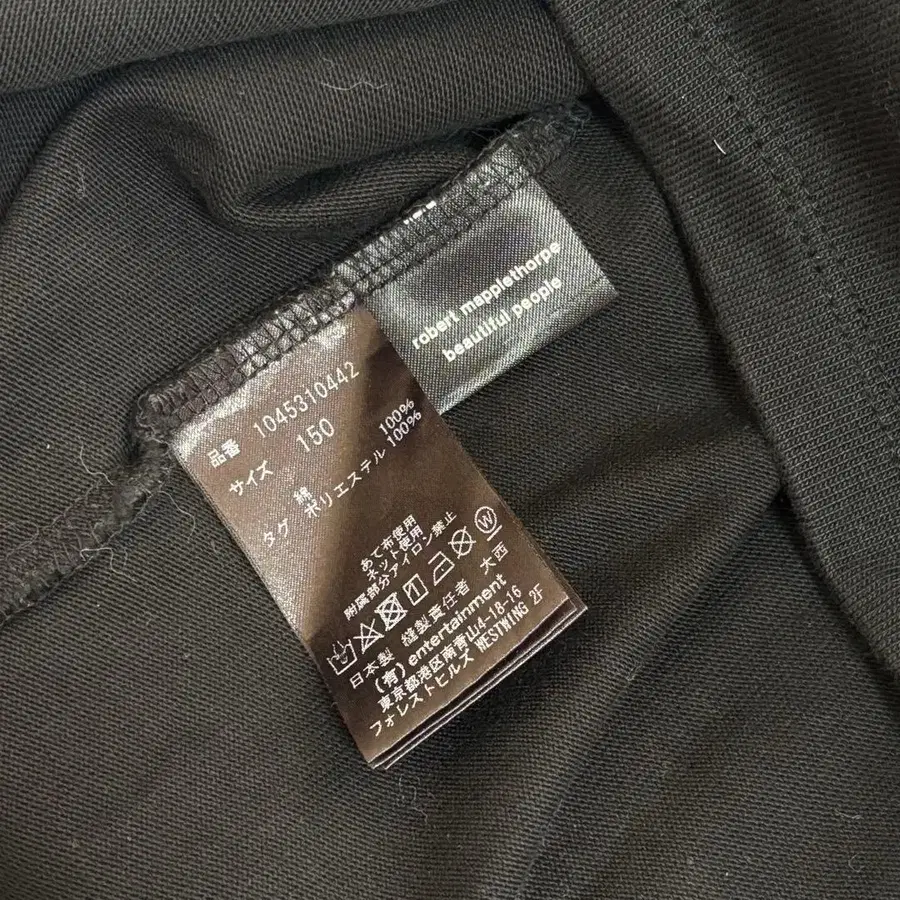 robert mapplethorpe
beautiful people
品番 1045310442
サイズ 150
綿 100%
タグ ポリエステル 100%
あて布使用
ネット使用
附属部分アイロン禁止
W
日本製 縫製責任者 大西
(有) entertainment
東京都港区南青山4-18-16
フォレストヒルズ WESTWING 2F